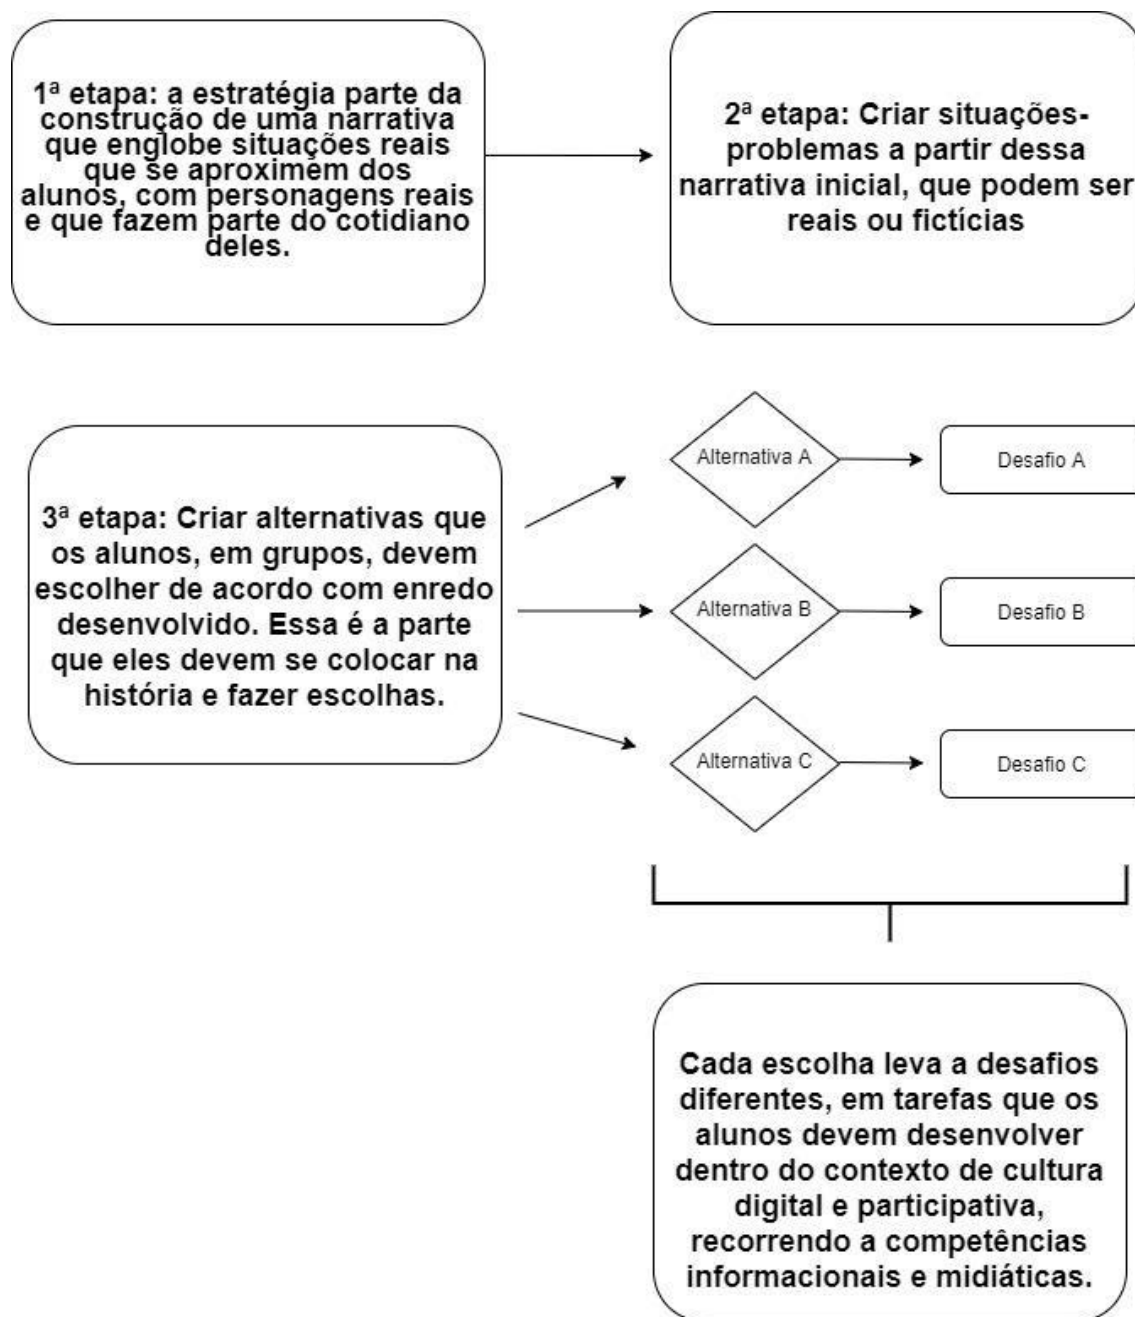 1ª etapa: a estratégia parte da
construção de uma narrativa
que englobe situações reais
que se aproximem dos
alunos, com personagens reais
e que fazem parte do cotidiano
deles.
2ª etapa: Criar situações-
problemas a partir dessa
narrativa inicial, que podem ser
reais ou fictícias
3ª etapa: Criar alternativas que
os alunos, em grupos, devem
escolher de acordo com enredo
desenvolvido. Essa é a parte
que eles devem se colocar na
história e fazer escolhas.
Alternativa A
Desafio A
Alternativa B
Desafio B
Alternativa C
Desafio C
Cada escolha leva a desafios
diferentes, em tarefas que os
alunos devem desenvolver
dentro do contexto de cultura
digital e participativa,
recorrendo a competências
informacionais e midiáticas.